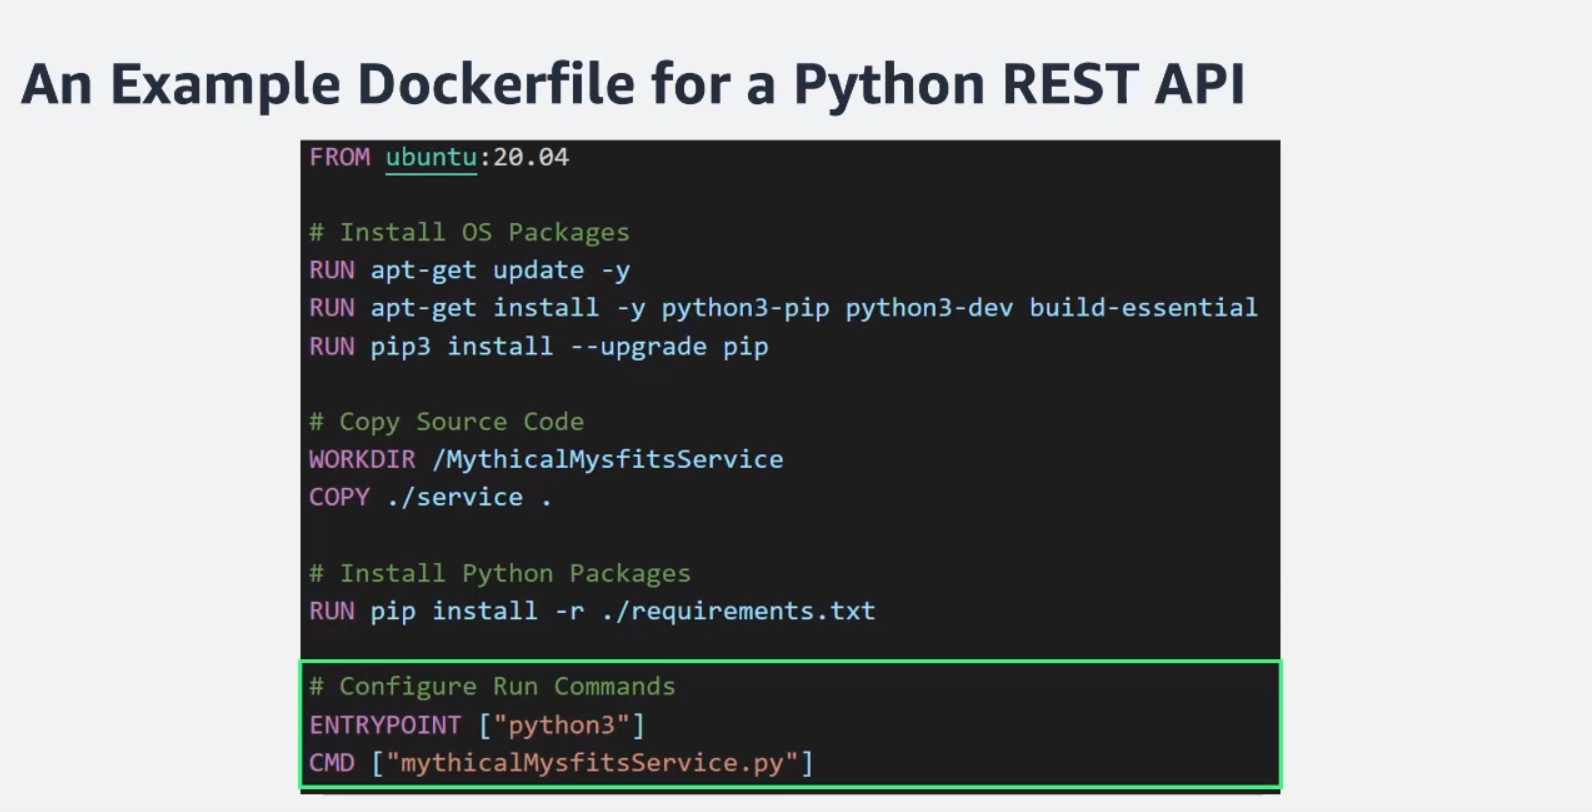 An Example Dockerfile for a Python REST API
FROM ubuntu:20.04
# Install OS Packages
RUN apt-get update -y
RUN apt-get install -y python3-pip python3-dev build-essential
RUN pip3 install --upgrade pip
# Copy Source Code
WORKDIR /MythicalMysfitsService
COPY ./service .
# Install Python Packages
RUN pip install -r ./requirements.txt
# Configure Run Commands
ENTRYPOINT ["python3"]
CMD ["mythicalMysfitsService.py"]